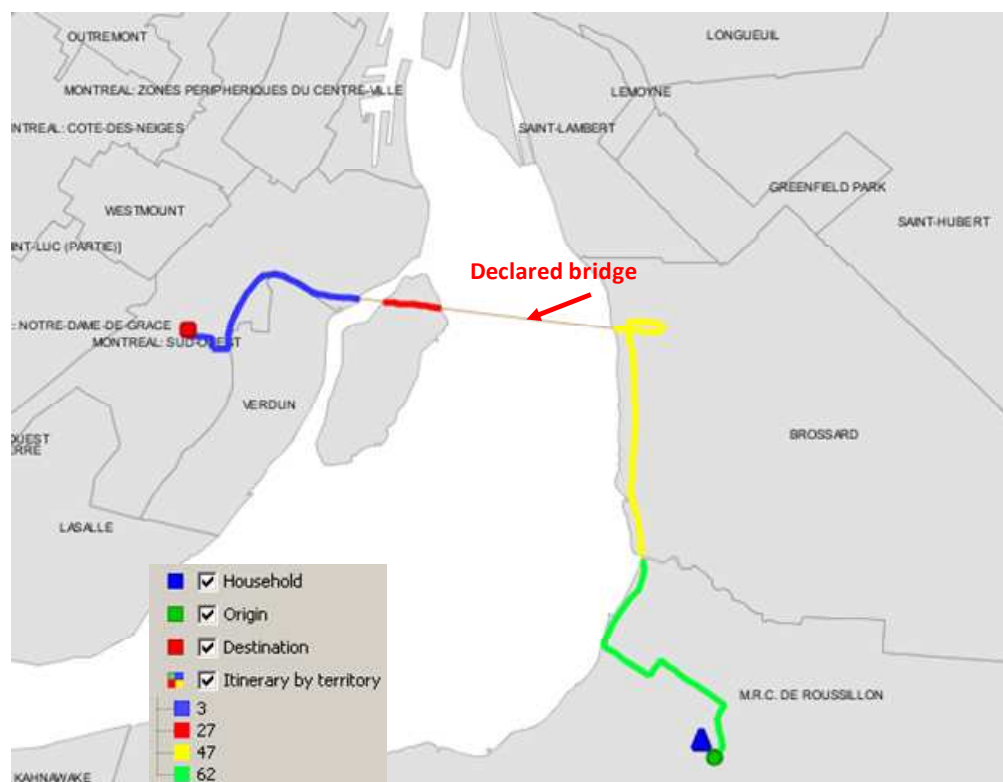 OUTREMONT
LONGUEUIL
MONTREAL: ZONES PERIPHERIQUES DU CENTRE-VILLE
LEMOYNE
NTREAL: COTE-DES-NEIGES
SAINT-LAMBERT
GREENFIELD PARK
WESTMOUNT
SAINT-HUBERT
INT-LUC (PARTIE)]
Declared bridge
: NOTRE-DAME-DE-GRACE
MONTREAL: SUD-OUEST
VERDUN
BROSSARD
OUEST
ERRE
LASALLE
Household
Origin
Destination
Itinerary by territory
M.R.C. DE ROUSSILLON
3
27
47
62
KAHNAWAKE